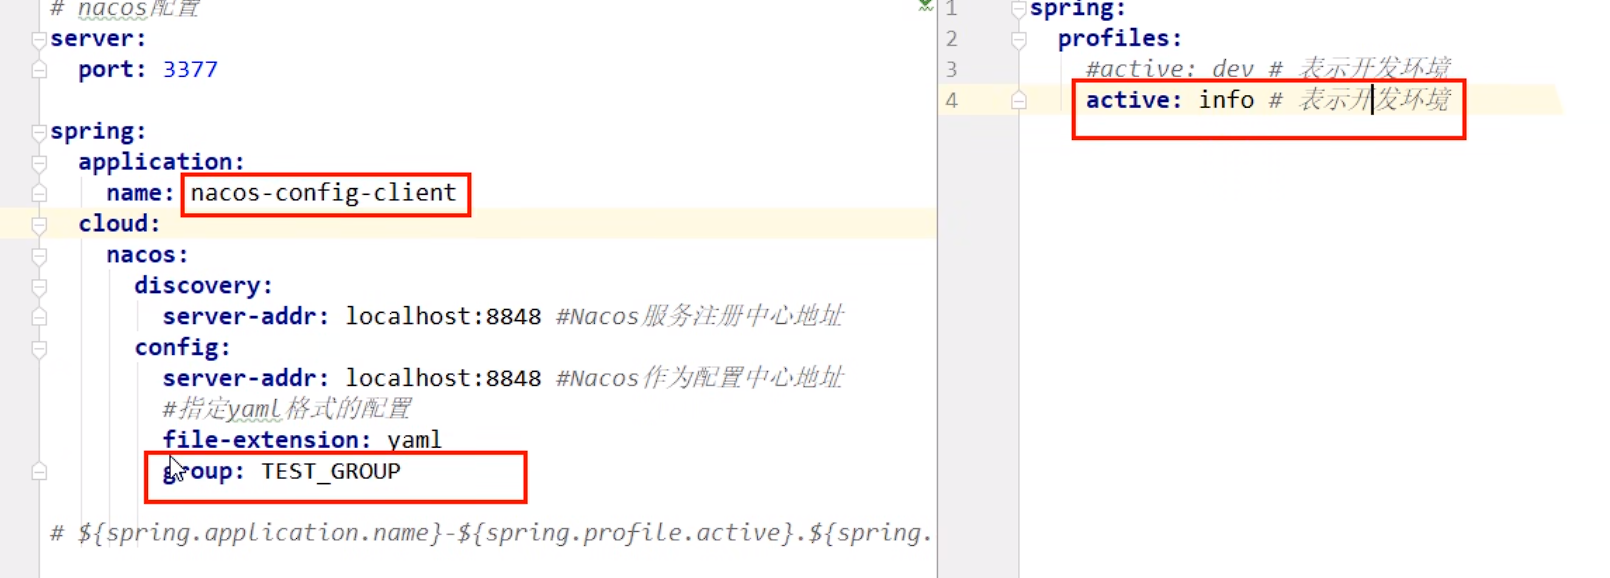 # nacos配置
server:
port: 3377
spring:
application:
name: nacos-config-client
cloud:
nacos:
discovery:
server-addr: localhost:8848 #Nacos服务注册中心地址
config:
server-addr: localhost:8848 #Nacos作为配置中心地址
#指定yaml格式的配置
file-extension: yaml
group: TEST_GROUP
# ${spring.application.name}-${spring.profile.active}.${spring.
1 spring:
2 profiles:
3 #active: dev # 表示开发环境
4 active: info # 表示开发环境